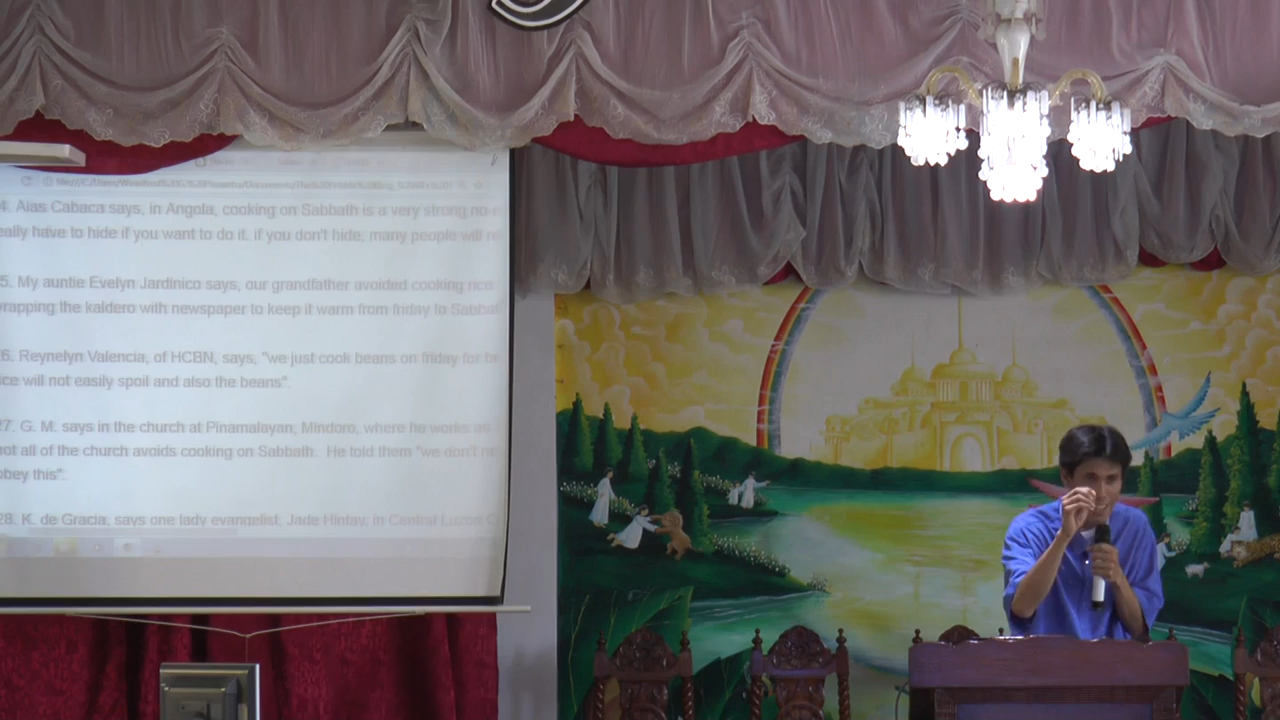 4. Aias Cabaca says, in Angola, cooking on Sabbath is a very strong no-
eally have to hide if you want to do it. if you don't hide, many people will
5. My auntie Evelyn Jardinico says, our grandfather avoided cooking rice
wrapping the kaldero with newspaper to keep it warm from friday to Sabbat
26. Reynelyn Valencia, of HCBN, says, "we just cook beans on friday for
ice will not easily spoil and also the beans".
27. G. M. says in the church at Pinamalayan, Mindoro, where he works as
not all of the church avoids cooking on Sabbath. He told them "we don't
obey this".
28. K. de Gracia, says one lady evangelist, Jade Hintay, in Central Luzon